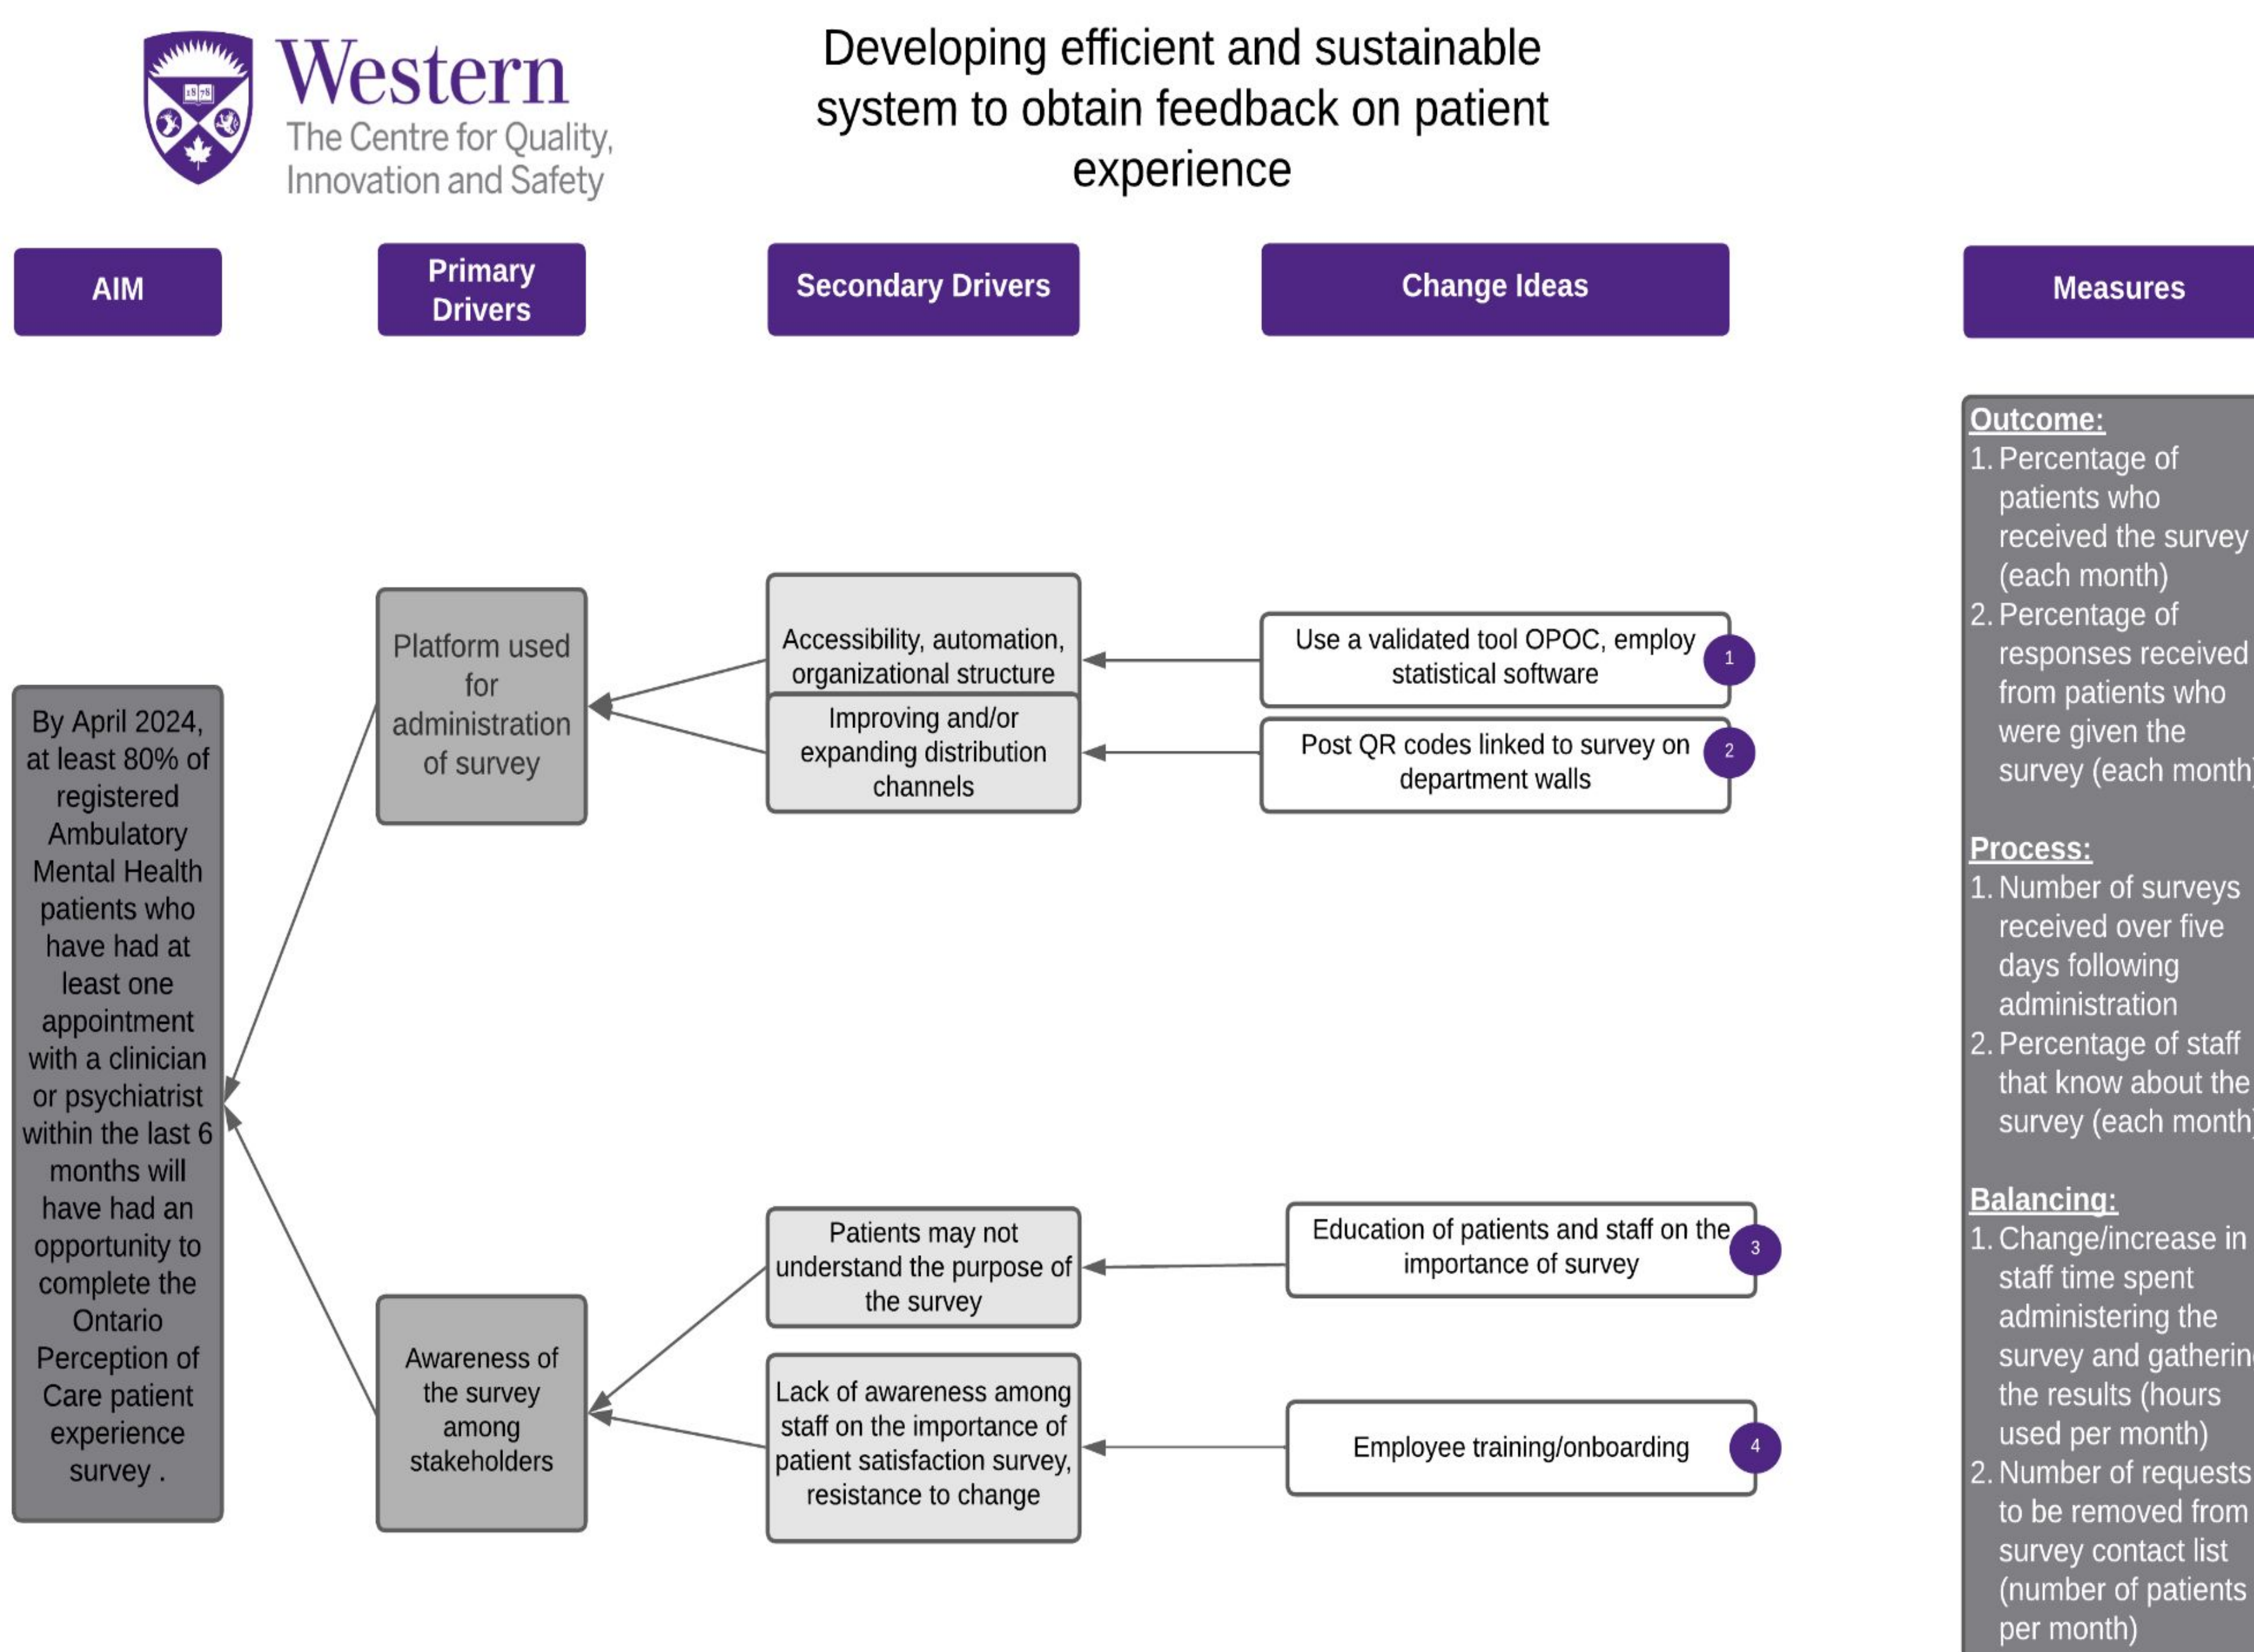 Western
The Centre for Quality,
Innovation and Safety
1878
Developing efficient and sustainable
system to obtain feedback on patient
experience
AIM
Primary
Drivers
Secondary Drivers
Change Ideas
Measures
By April 2024,
at least 80% of
registered
Ambulatory
Mental Health
patients who
have had at
least one
appointment
with a clinician
or psychiatrist
within the last 6
months will
have had an
opportunity to
complete the
Ontario
Perception of
Care patient
experience
survey .
Platform used
for
administration
of survey
Awareness of
the survey
among
stakeholders
Accessibility, automation,
organizational structure
Improving and/or
expanding distribution
channels
Patients may not
understand the purpose of
the survey
Lack of awareness among
staff on the importance of
patient satisfaction survey,
resistance to change
Use a validated tool OPOC, employ
statistical software
1
Post QR codes linked to survey on
department walls
2
Education of patients and staff on the
importance of survey
3
Employee training/onboarding
4
Outcome:
1. Percentage of
patients who
received the survey
(each month)
2. Percentage of
responses received
from patients who
were given the
survey (each month)
Process:
1. Number of surveys
received over five
days following
administration
2. Percentage of staff
that know about the
survey (each month)
Balancing:
1. Change/increase in
staff time spent
administering the
survey and gathering
the results (hours
used per month)
2. Number of requests
to be removed from
survey contact list
(number of patients
per month)